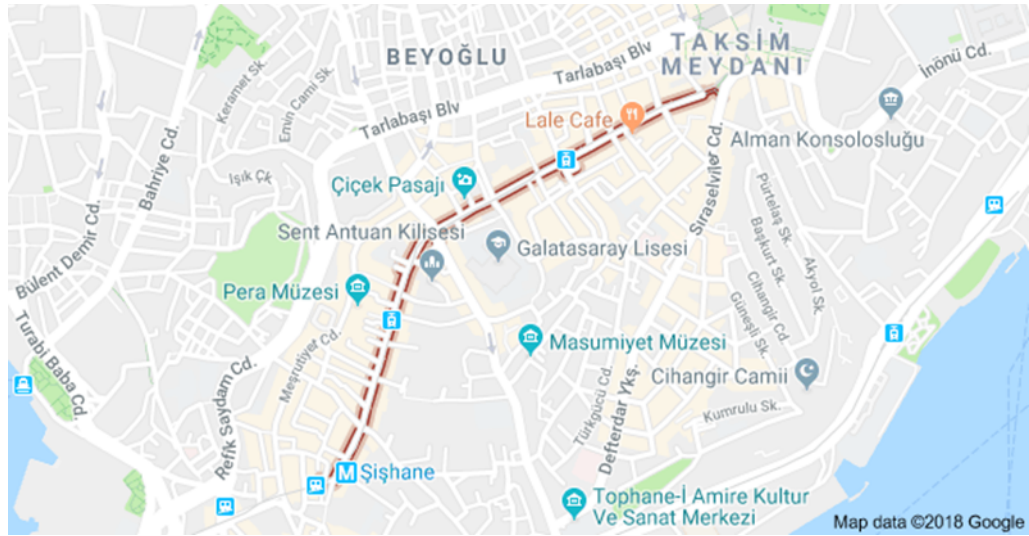 BEYOĞLU
TAKSİM
MEYDANI
İnönü Cd.
Keramet Sk.
Emin Cami Sk.
Tarlabaşı Blv
Tarlabaşı Blv
Lale Cafe
Alman Konsolosluğu
Bahriye Cd.
Işık Çk
Çiçek Pasajı
Sıraselviler Cd.
Pürtelaş Sk.
Bülent Demir Cd.
Sent Antuan Kilisesi
Galatasaray Lisesi
Başkurt Sk.
Akyol Sk.
Pera Müzesi
Cihangir Cd.
Güneşli Sk.
Turabi Baba Cd.
Meşrutiyet Cd.
Masumiyet Müzesi
Cihangir Camii
Refik Saydam Cd.
Türkgücü Cd.
Defterdar Ykş.
Kumrulu Sk.
M Şişhane
Tophane-İ Amire Kultur
Ve Sanat Merkezi
Map data ©2018 Google